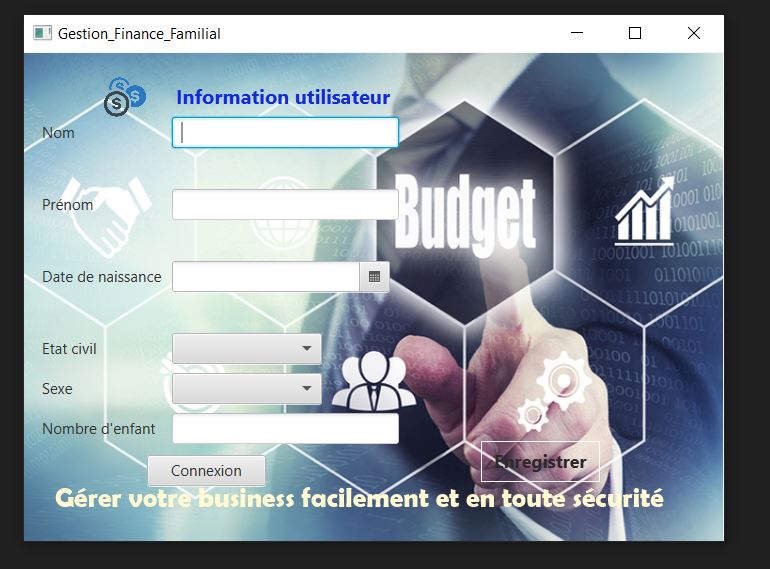 Gestion_Finance_Familial
Information utilisateur
Nom
Prénom
Budget
Date de naissance
Etat civil
Sexe
Nombre d'enfant
Connexion
Enregistrer
Gérer votre business facilement et en toute sécurité